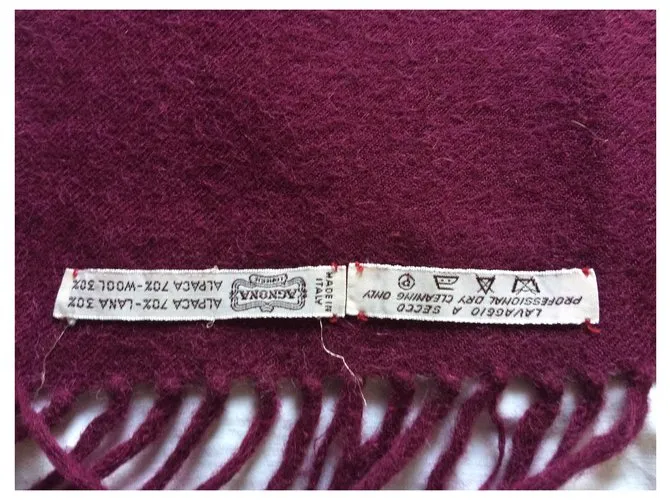 LAVAGGIO A SECCO
PROFESSIONAL DRY CLEANING ONLY
P
MADE IN
ITALY
AGNONA
ALPACA 70%-LANA 30%
ALPACA 70%-WOOL 30%